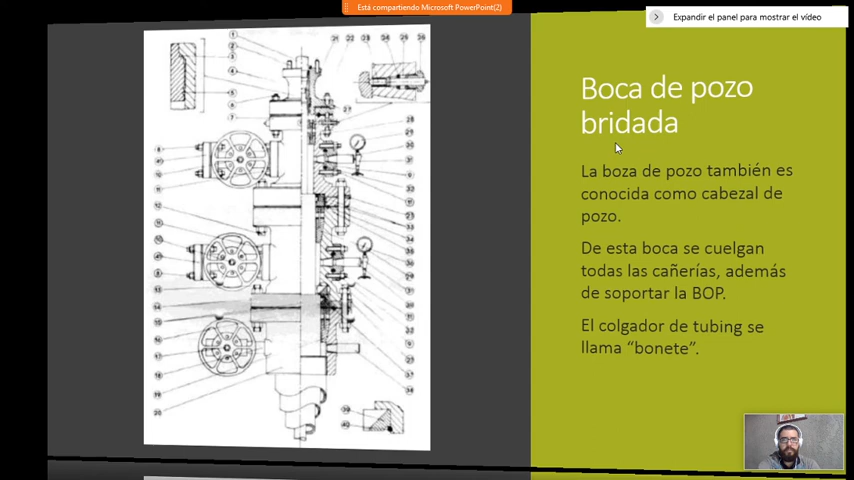 Está compartiendo Microsoft PowerPoint(2)
Expandir el panel para mostrar el vídeo
Boca de pozo
bridada
La boza de pozo también es
conocida como cabezal de
pozo.
De esta boca se cuelgan
todas las cañerías, además
de soportar la BOP.
El colgador de tubing se
llama “bonete”.